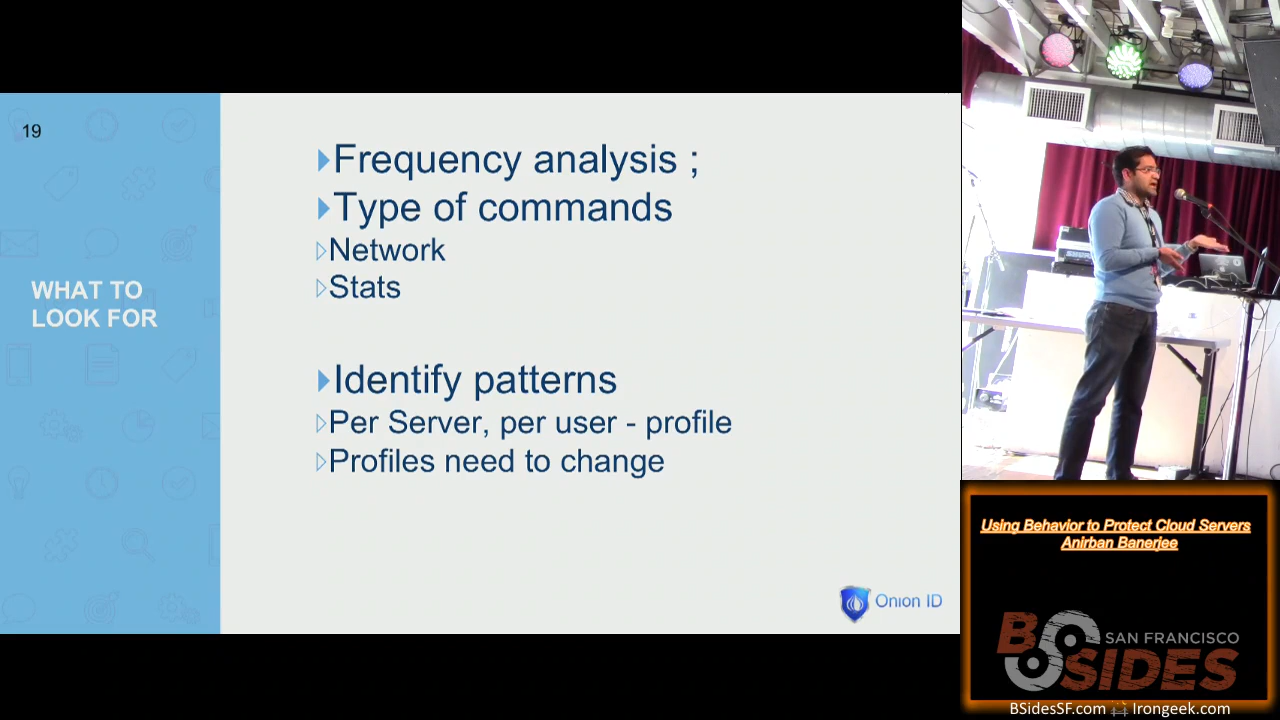 19
WHAT TO
LOOK FOR
Frequency analysis ;
Type of commands
Network
Stats
Identify patterns
Per Server, per user - profile
Profiles need to change
Onion ID
Using Behavior to Protect Cloud Servers
Anirban Banerjee
BSIDES
SAN FRANCISCO
BSidesSF.com Irongeek.com